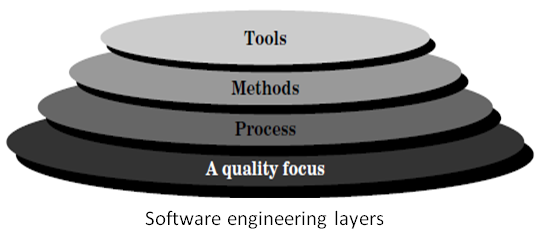 Tools
Methods
Process
A quality focus
Software engineering layers